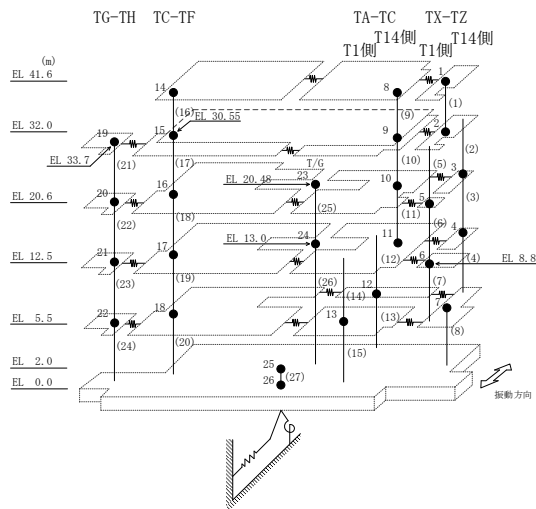 TG-TH TC-TF TA-TC TX-TZ
T1側 T14側 T1側 T14側
(m)
EL 41.6
14 8 1
(16) (9) (1)
EL 30.55
EL 32.0
19 15 9 2
EL 33.7
(21) (17) (10) (2)
T/G
EL 20.6
20 16 EL 20.48 23 10 (5) 3
5 (3)
(22) (18) (25) (11) (6)
EL 12.5
21 17 EL 13.0 24 11 4
6 EL 8.8
(23) (19) (12) (4)
(26) (14) 12 (7)
EL 5.5
22 18 13 (13) 7
(24) (20) (15) (8)
EL 2.0
25
EL 0.0
26 (27)
振動方向